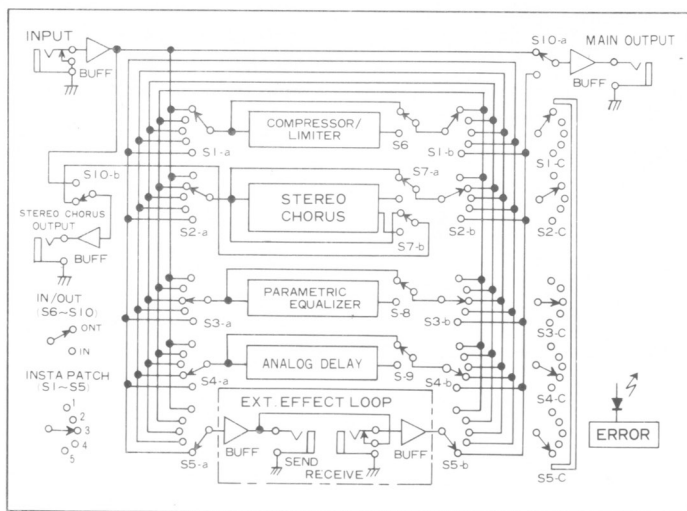 INPUT
BUFF
S10-a
MAIN OUTPUT
BUFF
COMPRESSOR/
LIMITER
S6
S1-a
S1-b
S1-C
S10-b
S7-a
STEREO
CHORUS
STEREO CHORUS
OUTPUT
S2-a
S7-b
S2-b
S2-C
BUFF
IN/OUT
(S6~S10)
ONT
IN
PARAMETRIC
EQUALIZER
S-8
S3-a
S3-b
S3-C
INSTA PATCH
(S1~S5)
1
2
3
4
5
ANALOG DELAY
S-9
S4-a
S4-b
S4-C
EXT. EFFECT LOOP
BUFF
SEND
RECEIVE
BUFF
S5-a
S5-b
S5-C
ERROR